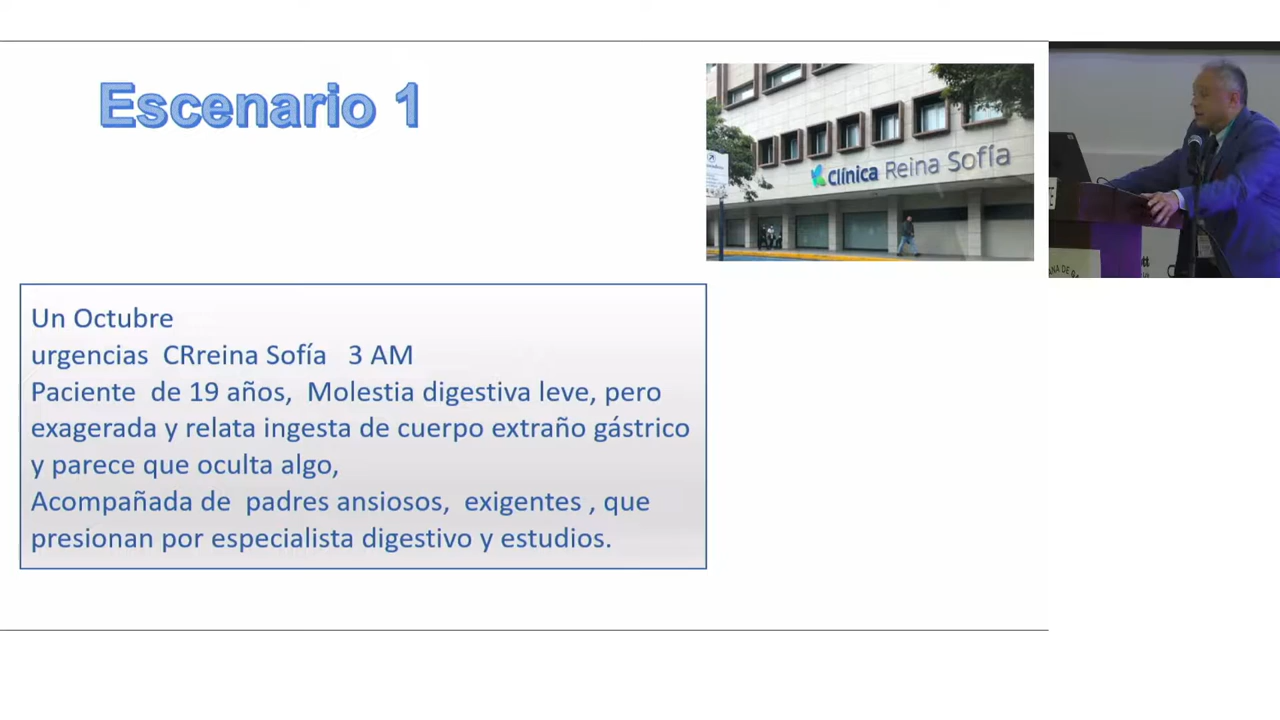 Escenario 1
Clínica Reina Sofía
Un Octubre
urgencias CRreina Sofía 3 AM
Paciente de 19 años, Molestia digestiva leve, pero
exagerada y relata ingesta de cuerpo extraño gástrico
y parece que oculta algo,
Acompañada de padres ansiosos, exigentes , que
presionan por especialista digestivo y estudios.